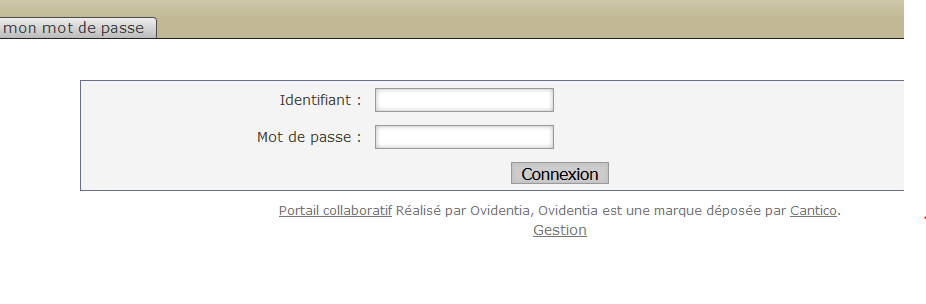 mon mot de passe
Identifiant :
Mot de passe :
Connexion
Portail collaboratif Réalisé par Ovidentia, Ovidentia est une marque déposée par Cantico.
Gestion